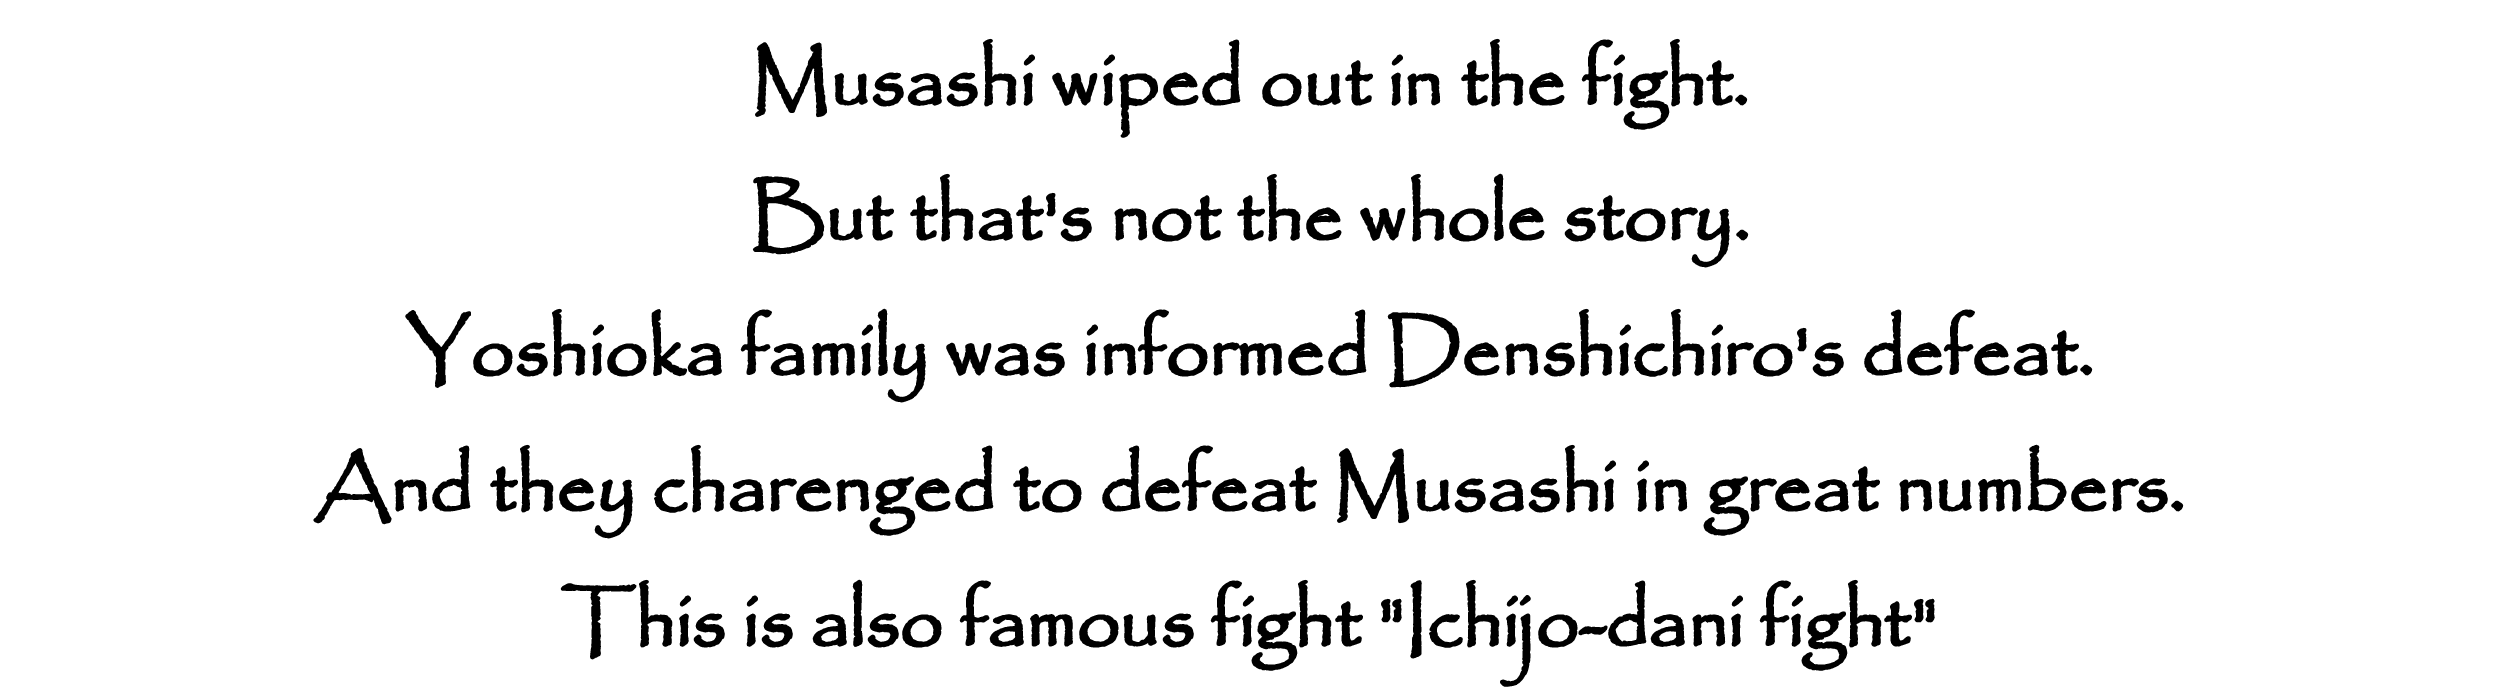 Musashi wiped out in the fight.
But that's not the whole story.
Yoshioka family was informed Denshichiro's defeat.
And they charenged to defeat Musashi in great numbers.
This is also famous fight "Ichijo-dani fight"